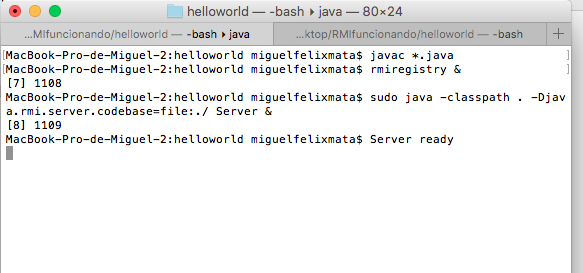 helloworld — -bash ▸ java — 80×24
...MIfuncionando/helloworld — -bash ▸ java
...ktop/RMIfuncionando/helloworld — -bash
+
[MacBook-Pro-de-Miguel-2:helloworld miguelfelixmata$ javac *.java ]
[MacBook-Pro-de-Miguel-2:helloworld miguelfelixmata$ rmiregistry & ]
[7] 1108
[MacBook-Pro-de-Miguel-2:helloworld miguelfelixmata$ sudo java -classpath . -Djav
a.rmi.server.codebase=file:./ Server & ]
[8] 1109
MacBook-Pro-de-Miguel-2:helloworld miguelfelixmata$ Server ready